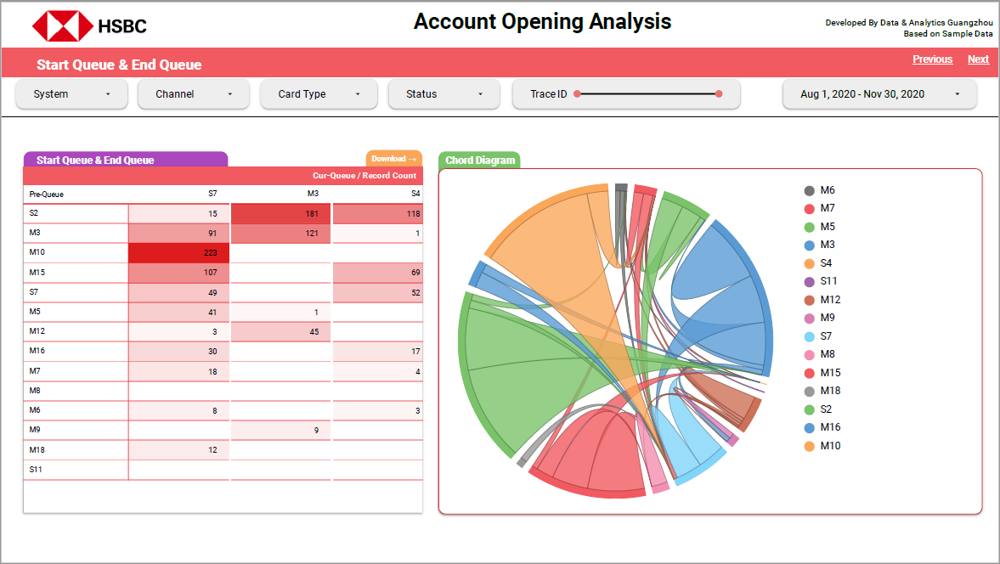 HSBC
Account Opening Analysis
Developed By Data & Analytics Guangzhou
Based on Sample Data
Start Queue & End Queue
Previous Next
System Channel Card Type Status Trace ID Aug 1, 2020 - Nov 30, 2020
Start Queue & End Queue
Download →
Cur-Queue / Record Count
Pre-Queue S7 M3 S4
S2 15 181 118
M3 91 121 1
M10 223
M15 107 69
S7 49 52
M5 41 1
M12 3 45
M16 30 17
M7 18 4
M8
M6 8 3
M9 9
M18 12
S11
Chord Diagram
M6
M7
M5
M3
S4
S11
M12
M9
S7
M8
M15
M18
S2
M16
M10